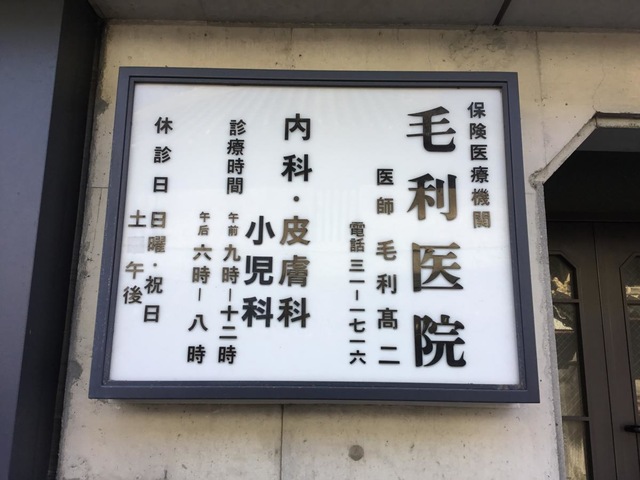 保険医療機関
毛利医院
医師 毛利髙二
電話 三一-一七一六
内科・皮膚科
小児科
診療時間 午前 九時-十二時
午后 六時-八時
休診日 日曜・祝日
土曜午後